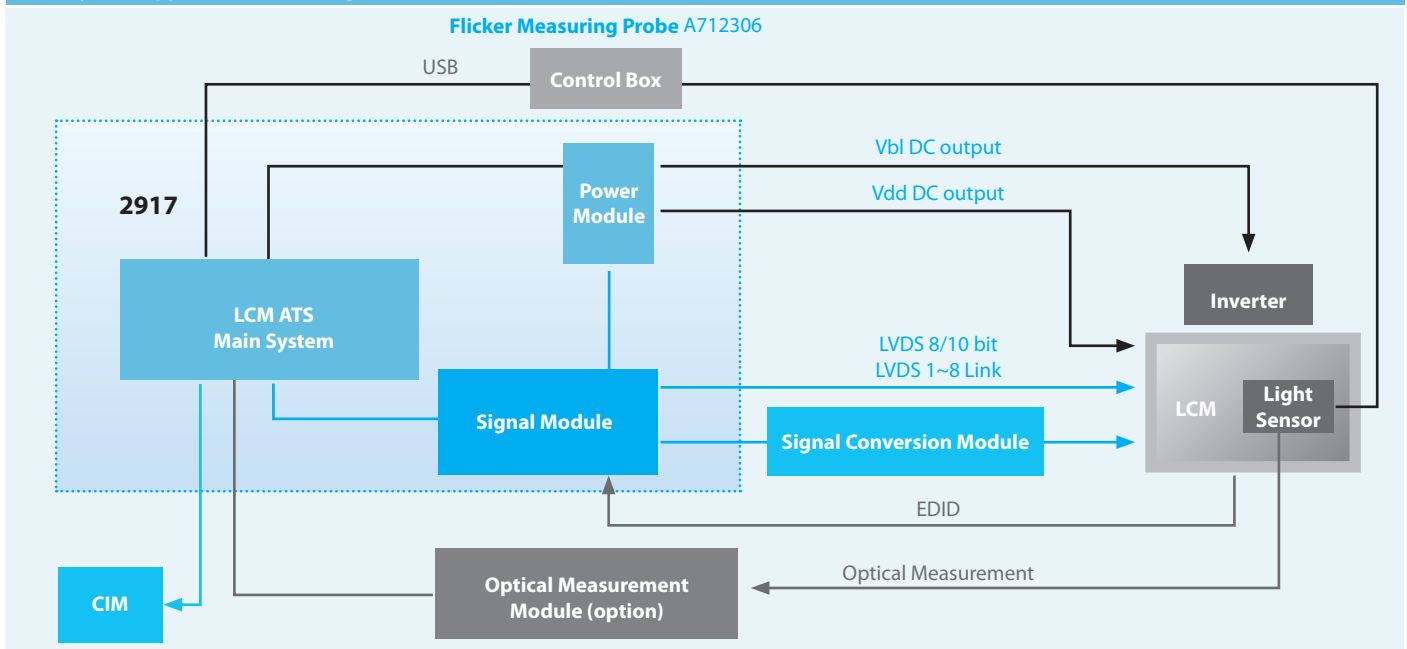 Flicker Measuring Probe A712306
USB
Control Box
Vbl DC output
Power
Module
Vdd DC output
2917
LCM ATS
Main System
Inverter
LVDS 8/10 bit
LVDS 1~8 Link
Signal Module
Signal Conversion Module
LCM
Light
Sensor
EDID
Optical Measurement
Module (option)
Optical Measurement
CIM